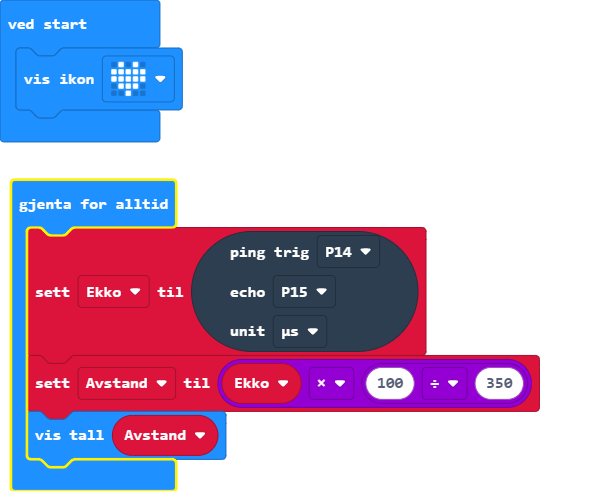 ved start
vis ikon
gjenta for alltid
ping trig P14
sett Ekko til echo P15
unit µs
sett Avstand til Ekko × 100 ÷ 350
vis tall Avstand